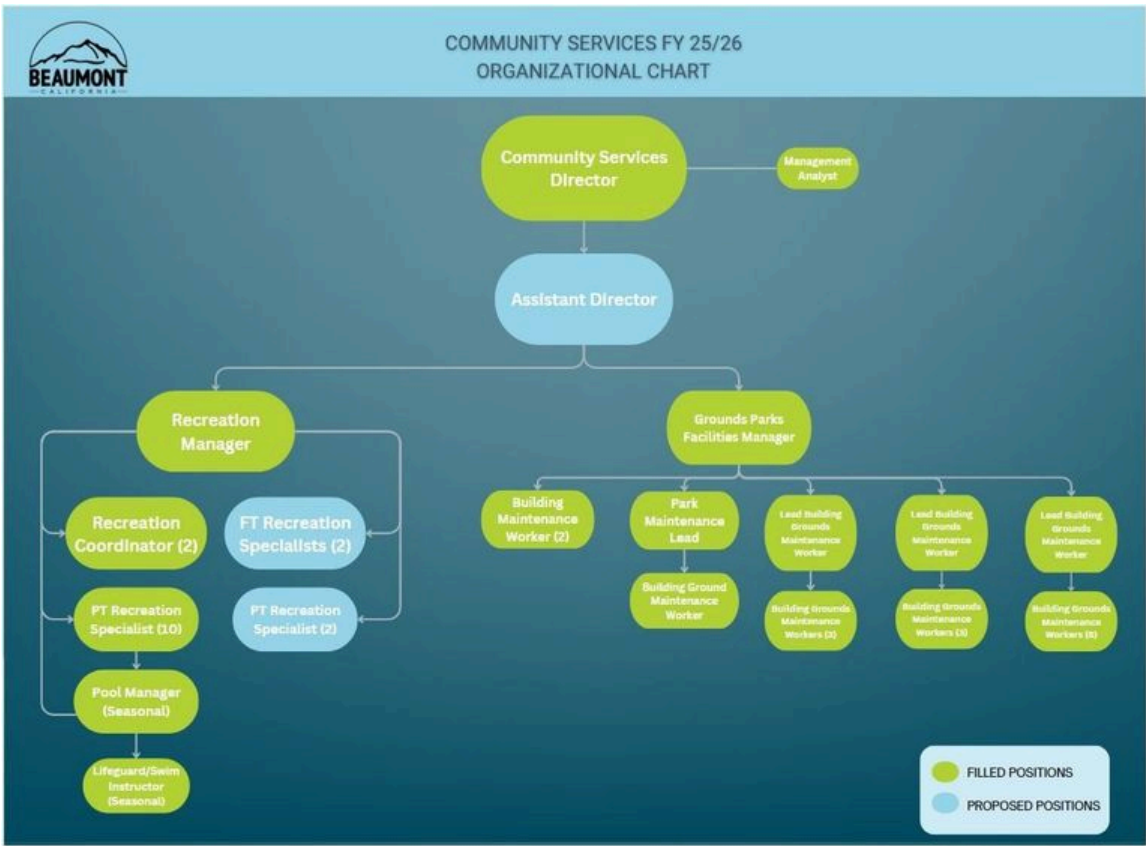 BEAUMONT
CALIFORNIA
COMMUNITY SERVICES FY 25/26
ORGANIZATIONAL CHART
Community Services
Director
Management
Analyst
Assistant Director
Recreation
Manager
Grounds Parks
Facilities Manager
Recreation
Coordinator (2)
FT Recreation
Specialists (2)
Building
Maintenance
Worker (2)
Park
Maintenance
Lead
Lead Building
Grounds
Maintenance
Worker
Lead Building
Grounds
Maintenance
Worker
Lead Building
Grounds
Maintenance
Worker
PT Recreation
Specialist (10)
PT Recreation
Specialist (2)
Building Ground
Maintenance
Worker
Building Grounds
Maintenance
Workers
Building Grounds
Maintenance
Workers
Building Grounds
Maintenance
Workers
Pool Manager
(Seasonal)
Lifeguard/Swim
Instructor
(Seasonal)
FILLED POSITIONS
PROPOSED POSITIONS